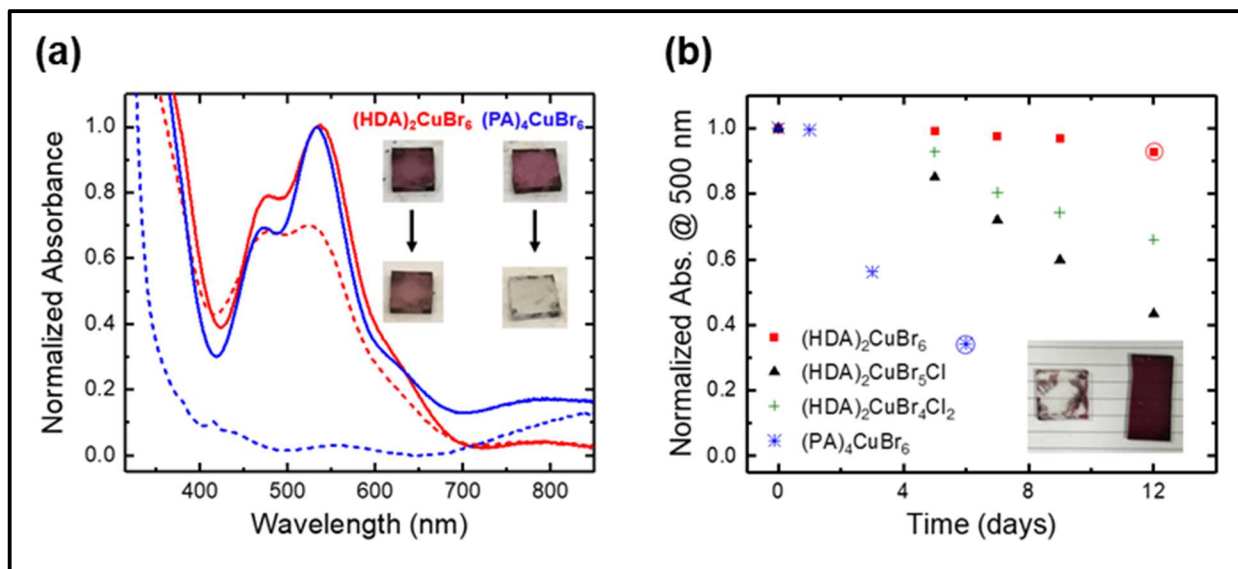 (a)
(HDA)₂CuBr₆ (PA)₄CuBr₆
Normalized Absorbance
1.0
0.8
0.6
0.4
0.2
0.0
400 500 600 700 800
Wavelength (nm)
(b)
Normalized Abs. @ 500 nm
1.0
0.8
0.6
0.4
0.2
0.0
(HDA)₂CuBr₆
(HDA)₂CuBr₅Cl
(HDA)₂CuBr₄Cl₂
(PA)₄CuBr₆
0 4 8 12
Time (days)